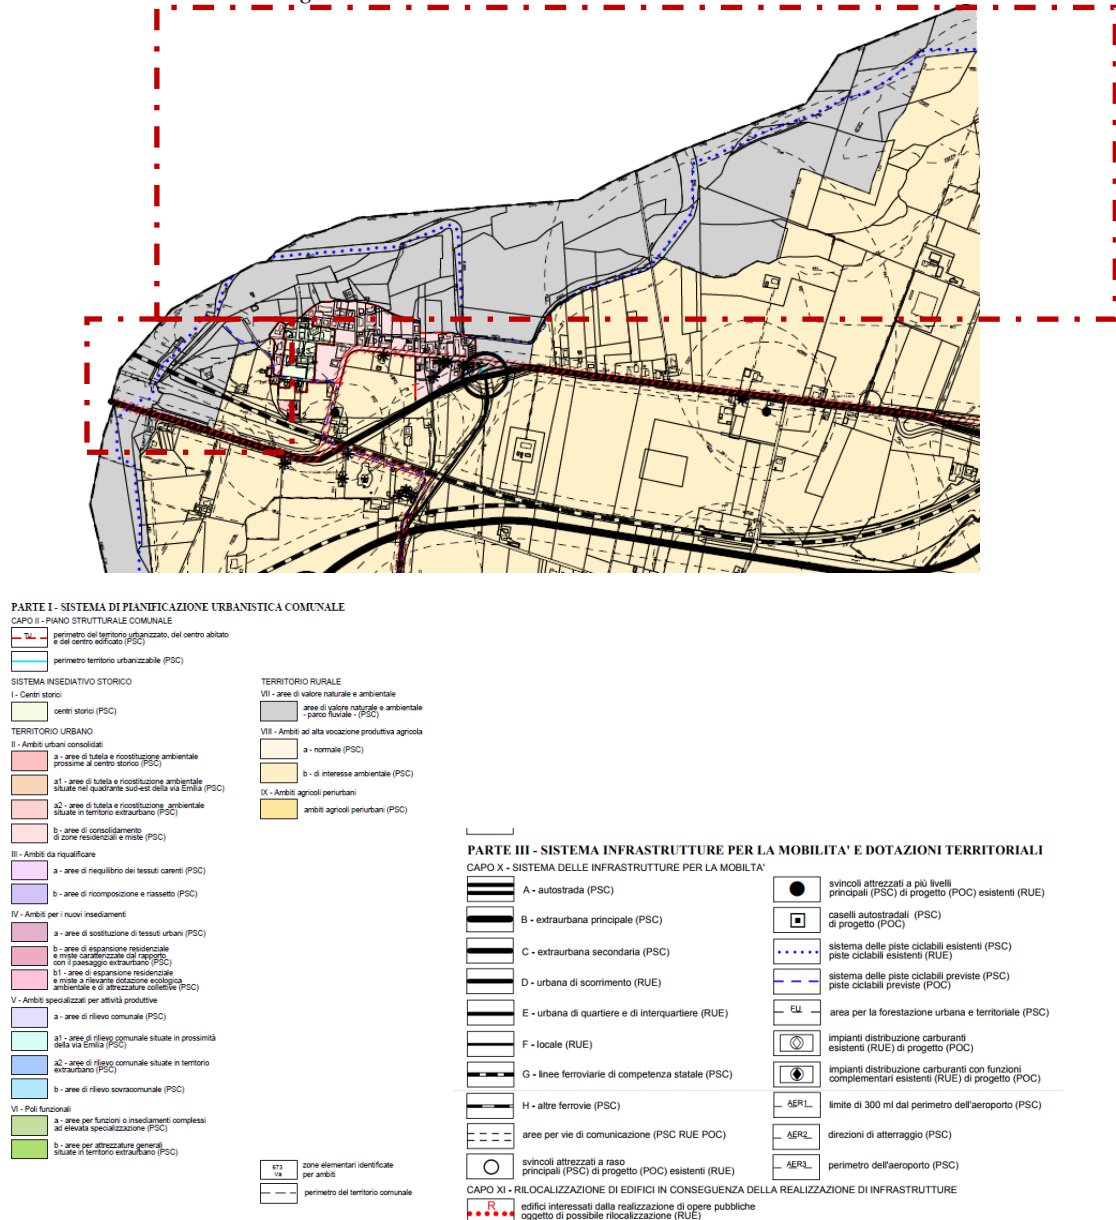 PARTE I - SISTEMA DI PIANIFICAZIONE URBANISTICA COMUNALE
CAPO II - PIANO STRUTTURALE COMUNALE
TU
perimetro del territorio urbanizzato, del centro abitato
e del centro edificato (PSC)
perimetro territorio urbanizzabile (PSC)
SISTEMA INSEDIATIVO STORICO
I - Centri storici
centri storici (PSC)
TERRITORIO URBANO
II - Ambiti urbani consolidati
a - aree di tutela e ricostituzione ambientale
prossime al centro storico (PSC)
a1 - aree di tutela e ricostituzione ambientale
situate nel quadrante sud-est della via Emilia (PSC)
a2 - aree di tutela e ricostituzione ambientale
situate in territorio extraurbano (PSC)
b - aree di consolidamento
di zone residenziali e miste (PSC)
III - Ambiti da riqualificare
a - aree di riequilibrio dei tessuti carenti (PSC)
b - aree di ricomposizione e riassetto (PSC)
IV - Ambiti per i nuovi insediamenti
a - aree di sostituzione di tessuti urbani (PSC)
b - aree di espansione residenziale
e miste caratterizzate dal rapporto
con il paesaggio extraurbano (PSC)
b1 - aree di espansione residenziale
e miste a rilevante dotazione ecologica
ambientale e di attrezzature collettive (PSC)
V - Ambiti specializzati per attività produttive
a - aree di rilievo comunale (PSC)
a1 - aree di rilievo comunale situate in prossimità
della via Emilia (PSC)
a2 - aree di rilievo comunale situate in territorio
extraurbano (PSC)
b - aree di rilievo sovracomunale (PSC)
VI - Poli funzionali
a - aree per funzioni o insediamenti complessi
ad elevata specializzazione (PSC)
b - aree per attrezzature generali
situate in territorio extraurbano (PSC)
TERRITORIO RURALE
VII - aree di valore naturale e ambientale
aree di valore naturale e ambientale
- parco fluviale - (PSC)
VIII - Ambiti ad alta vocazione produttiva agricola
a - normale (PSC)
b - di interesse ambientale (PSC)
IX - Ambiti agricoli periurbani
ambiti agricoli periurbani (PSC)
673
Va
zone elementari identificate
per ambiti
perimetro del territorio comunale
PARTE III - SISTEMA INFRASTRUTTURE PER LA MOBILITA' E DOTAZIONI TERRITORIALI
CAPO X - SISTEMA DELLE INFRASTRUTTURE PER LA MOBILTA'
A - autostrada (PSC)
B - extraurbana principale (PSC)
C - extraurbana secondaria (PSC)
D - urbana di scorrimento (RUE)
E - urbana di quartiere e di interquartiere (RUE)
F - locale (RUE)
G - linee ferroviarie di competenza statale (PSC)
H - altre ferrovie (PSC)
aree per vie di comunicazione (PSC RUE POC)
svincoli attrezzati a raso
principali (PSC) di progetto (POC) esistenti (RUE)
svincoli attrezzati a più livelli
principali (PSC) di progetto (POC) esistenti (RUE)
caselli autostradali (PSC)
di progetto (POC)
sistema delle piste ciclabili esistenti (PSC)
piste ciclabili esistenti (RUE)
sistema delle piste ciclabili previste (PSC)
piste ciclabili previste (POC)
FU
area per la forestazione urbana e territoriale (PSC)
impianti distribuzione carburanti
esistenti (RUE) di progetto (POC)
impianti distribuzione carburanti con funzioni
complementari esistenti (RUE) di progetto (POC)
AER1
limite di 300 ml dal perimetro dell'aeroporto (PSC)
AER2
direzioni di atterraggio (PSC)
AER3
perimetro dell'aeroporto (PSC)
CAPO XI - RILOCALIZZAZIONE DI EDIFICI IN CONSEGUENZA DELLA REALIZZAZIONE DI INFRASTRUTTURE
R
edifici interessati dalla realizzazione di opere pubbliche
oggetto di possibile rilocalizzazione (RUE)